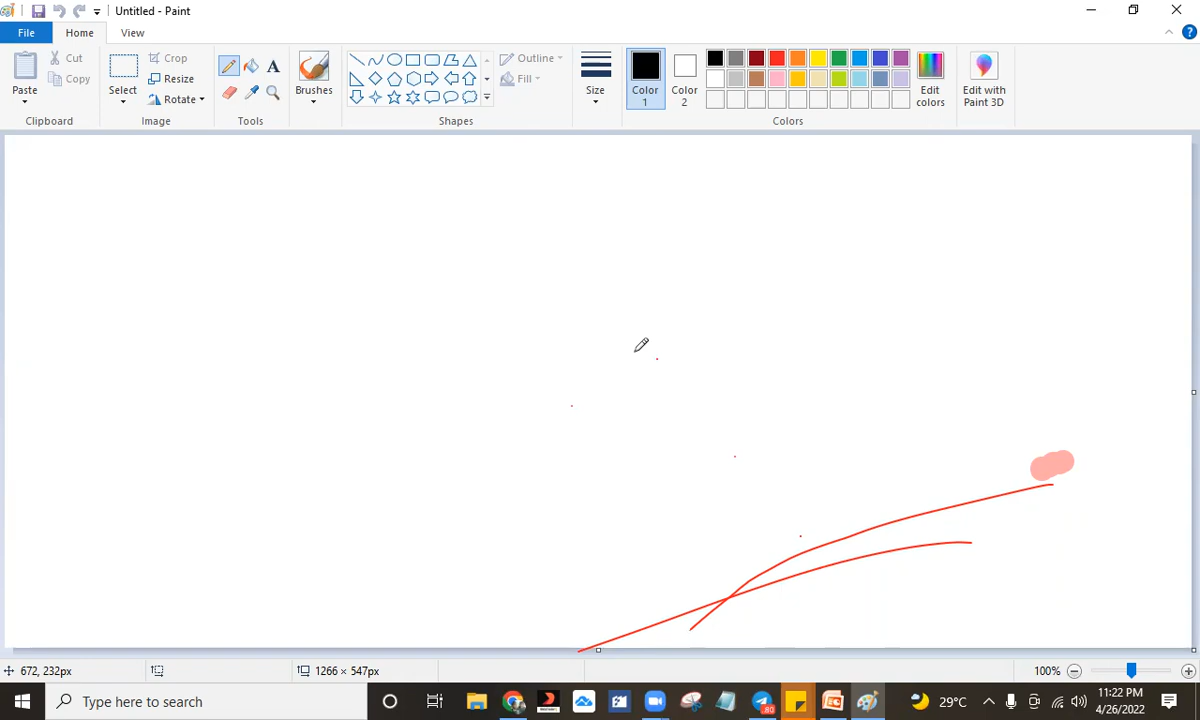 Untitled - Paint
File Home View
Paste Cut Copy Clipboard
Select Crop Resize Rotate Image
Tools A
Brushes
Shapes Outline Fill
Size
Color 1
Color 2
Edit colors
Colors
Edit with Paint 3D
672, 232px
1266 × 547px
100%
Type here to search
80
29°C
11:22 PM
4/26/2022